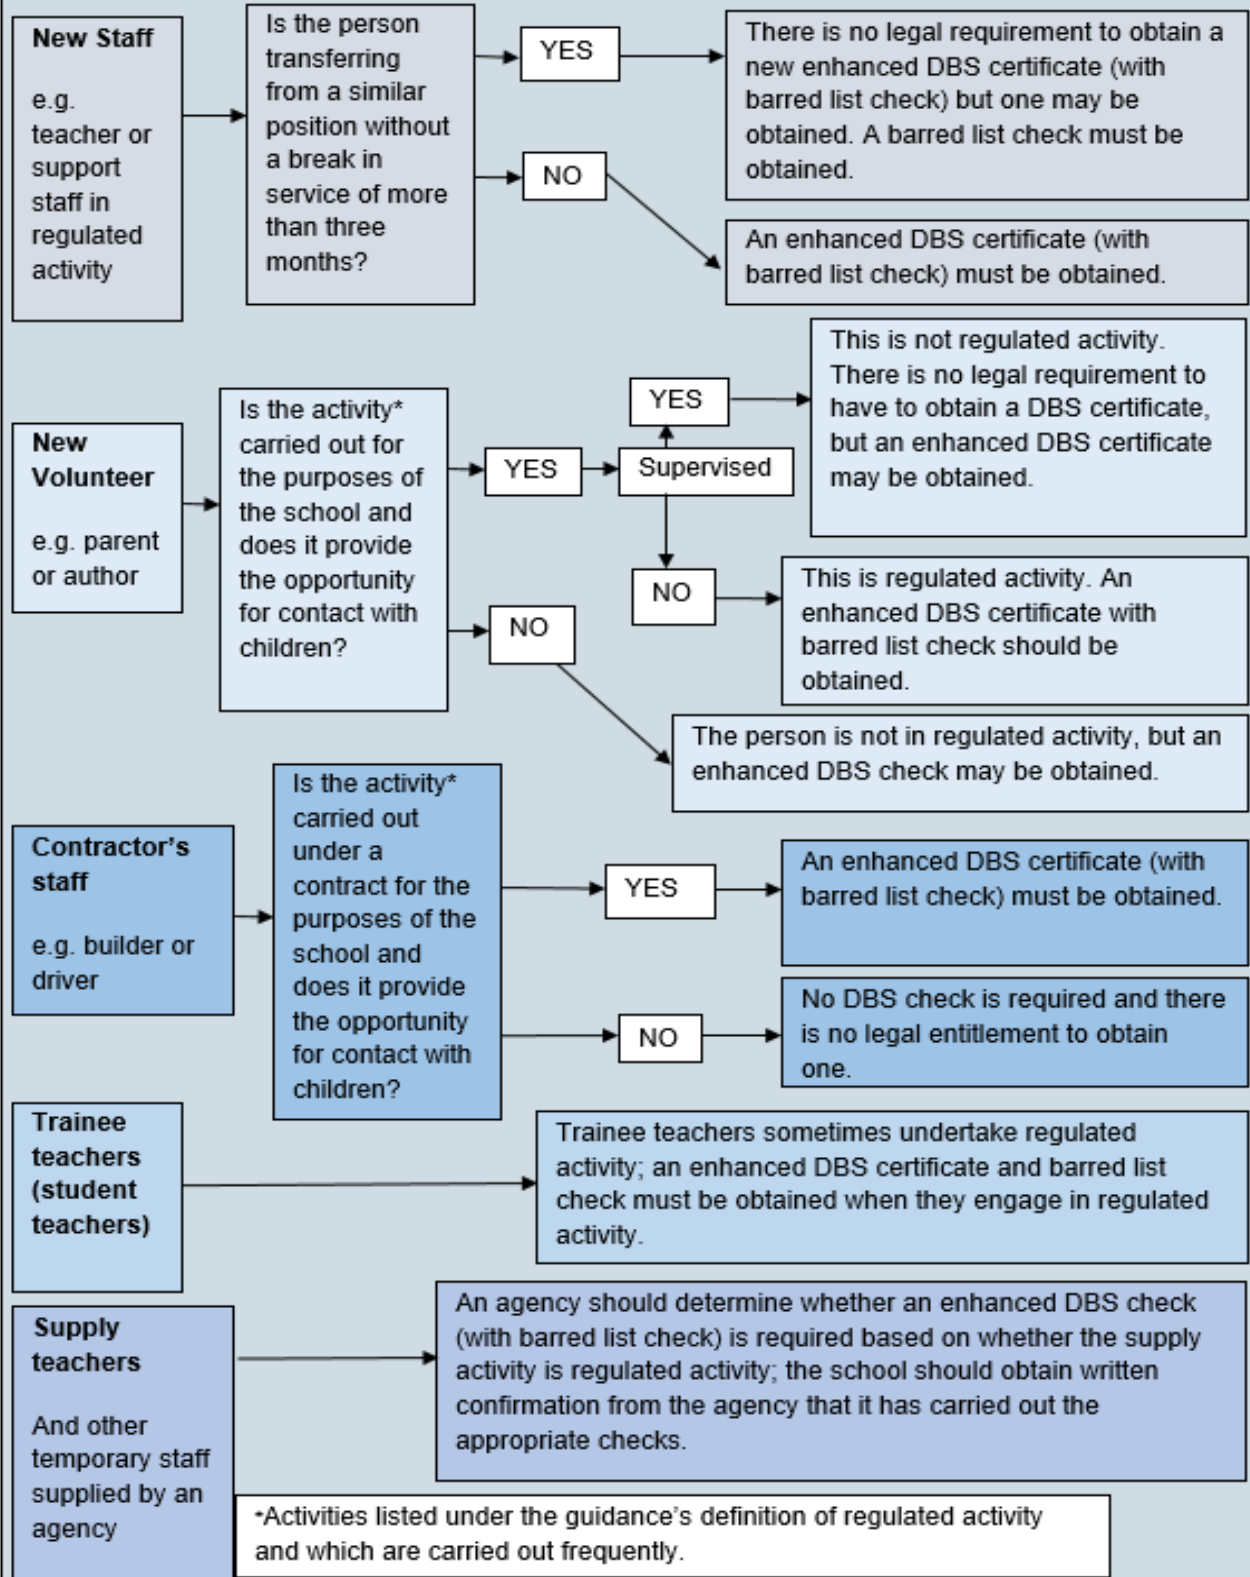 New Staff
e.g.
teacher or
support
staff in
regulated
activity
Is the person
transferring
from a similar
position without
a break in
service of more
than three
months?
YES
There is no legal requirement to obtain a
new enhanced DBS certificate (with
barred list check) but one may be
obtained. A barred list check must be
obtained.
NO
An enhanced DBS certificate (with
barred list check) must be obtained.
New
Volunteer
e.g. parent
or author
Is the activity*
carried out for
the purposes of
the school and
does it provide
the opportunity
for contact with
children?
YES
Supervised
YES
This is not regulated activity.
There is no legal requirement to
have to obtain a DBS certificate,
but an enhanced DBS certificate
may be obtained.
NO
This is regulated activity. An
enhanced DBS certificate with
barred list check should be
obtained.
NO
The person is not in regulated activity, but an
enhanced DBS check may be obtained.
Contractor's
staff
e.g. builder or
driver
Is the activity*
carried out
under a
contract for the
purposes of the
school and
does it provide
the opportunity
for contact with
children?
YES
An enhanced DBS certificate (with
barred list check) must be obtained.
NO
No DBS check is required and there
is no legal entitlement to obtain
one.
Trainee
teachers
(student
teachers)
Trainee teachers sometimes undertake regulated
activity; an enhanced DBS certificate and barred list
check must be obtained when they engage in regulated
activity.
Supply
teachers
And other
temporary staff
supplied by an
agency
An agency should determine whether an enhanced DBS check
(with barred list check) is required based on whether the supply
activity is regulated activity; the school should obtain written
confirmation from the agency that it has carried out the
appropriate checks.
*Activities listed under the guidance's definition of regulated activity
and which are carried out frequently.